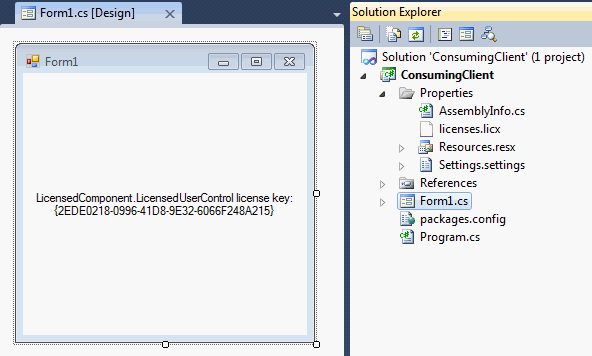 Form1.cs [Design]
Form1
LicensedComponent.LicensedUserControl license key:
{2EDE0218-0996-41D8-9E32-6066F248A215}
Solution Explorer
Solution 'ConsumingClient' (1 project)
ConsumingClient
Properties
AssemblyInfo.cs
licenses.licx
Resources.resx
Settings.settings
References
Form1.cs
packages.config
Program.cs